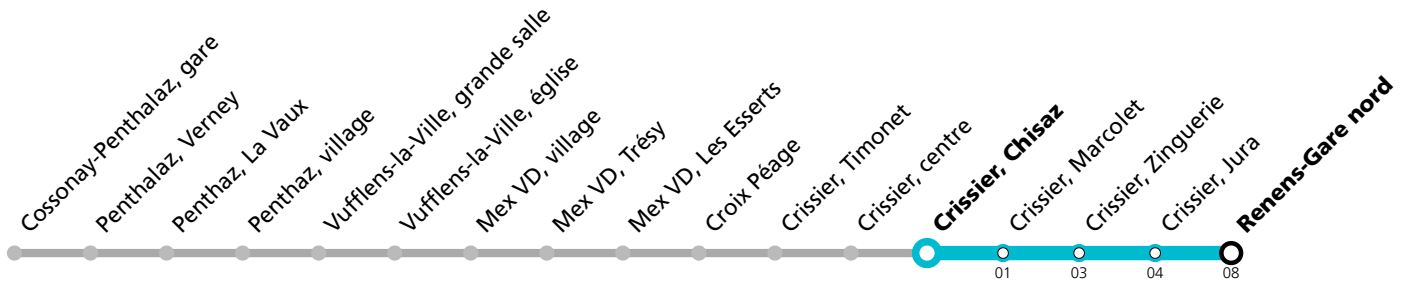 Cossonay-Penthalaz, gare
Penthalaz, Verney
Penthaz, La Vaux
Penthaz, village
Vufflens-la-Ville, grande salle
Vufflens-la-Ville, église
Mex VD, village
Mex VD, Trésy
Mex VD, Les Esserts
Croix Péage
Crissier, Timonet
Crissier, centre
Crissier, Chisaz
Crissier, Marcolet
Crissier, Zinguerie
Crissier, Jura
Renens-Gare nord
01
03
04
08